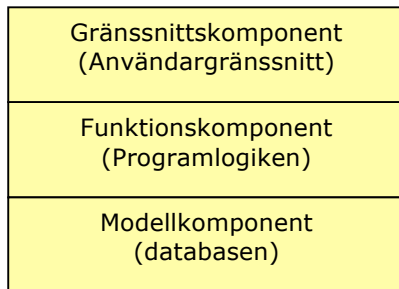 Gränssnittskomponent
(Användargränssnitt)
Funktionskomponent
(Programlogiken)
Modellkomponent
(databasen)